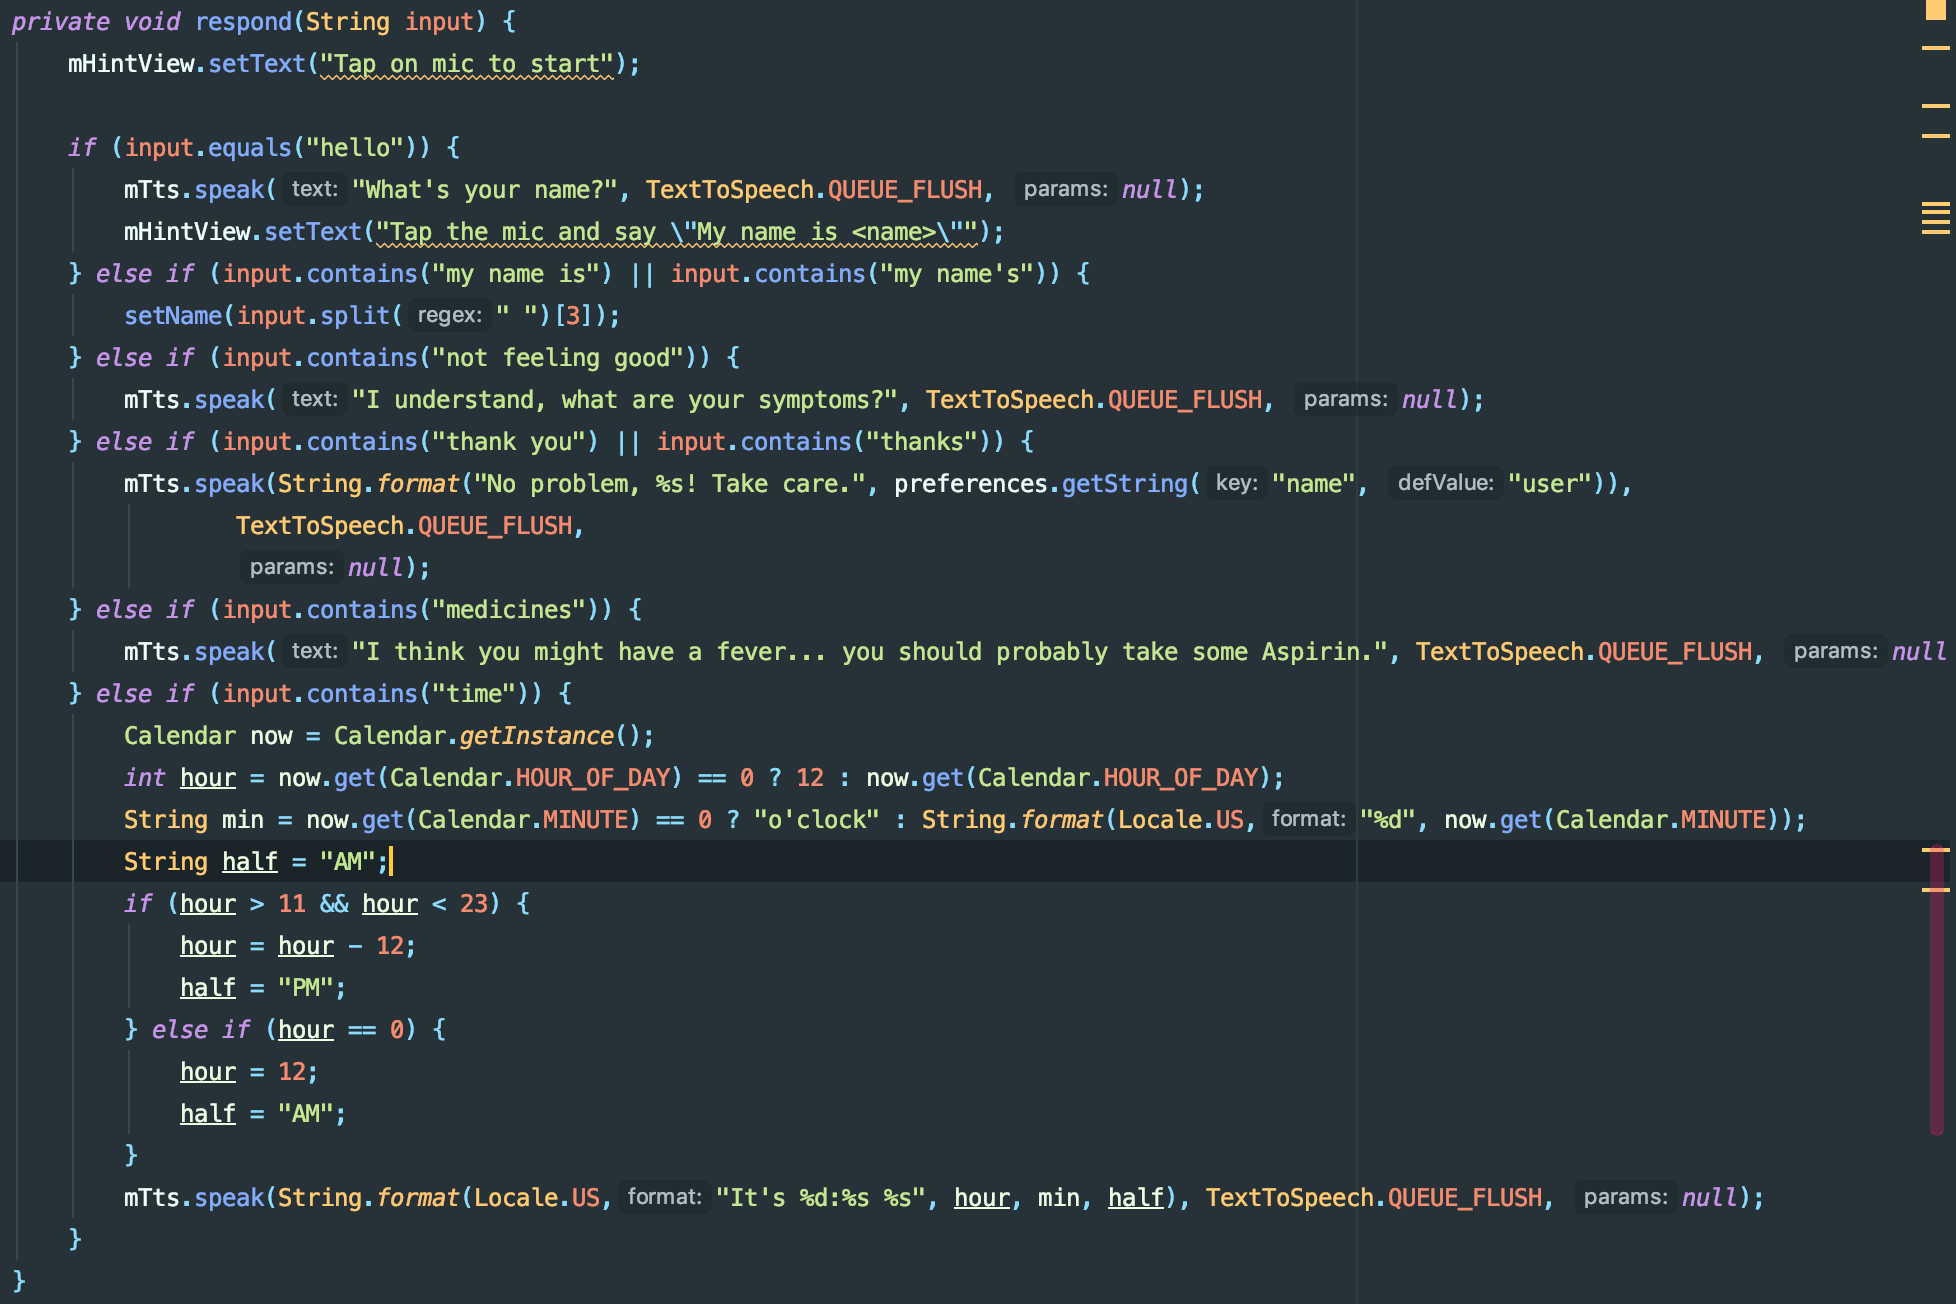 private void respond(String input) {
    mHintView.setText("Tap on mic to start");

    if (input.equals("hello")) {
        mTts.speak( text: "What's your name?", TextToSpeech.QUEUE_FLUSH, params: null);
        mHintView.setText("Tap the mic and say \"My name is <name>\"");
    } else if (input.contains("my name is") || input.contains("my name's")) {
        setName(input.split( regex: " ")[3]);
    } else if (input.contains("not feeling good")) {
        mTts.speak( text: "I understand, what are your symptoms?", TextToSpeech.QUEUE_FLUSH, params: null);
    } else if (input.contains("thank you") || input.contains("thanks")) {
        mTts.speak(String.format("No problem, %s! Take care.", preferences.getString( key: "name", defValue: "user")),
                TextToSpeech.QUEUE_FLUSH,
                params: null);
    } else if (input.contains("medicines")) {
        mTts.speak( text: "I think you might have a fever... you should probably take some Aspirin.", TextToSpeech.QUEUE_FLUSH, params: null
    } else if (input.contains("time")) {
        Calendar now = Calendar.getInstance();
        int hour = now.get(Calendar.HOUR_OF_DAY) == 0 ? 12 : now.get(Calendar.HOUR_OF_DAY);
        String min = now.get(Calendar.MINUTE) == 0 ? "o'clock" : String.format(Locale.US, format: "%d", now.get(Calendar.MINUTE));
        String half = "AM";
        if (hour > 11 && hour < 23) {
            hour = hour - 12;
            half = "PM";
        } else if (hour == 0) {
            hour = 12;
            half = "AM";
        }
        mTts.speak(String.format(Locale.US, format: "It's %d:%s %s", hour, min, half), TextToSpeech.QUEUE_FLUSH, params: null);
    }
}